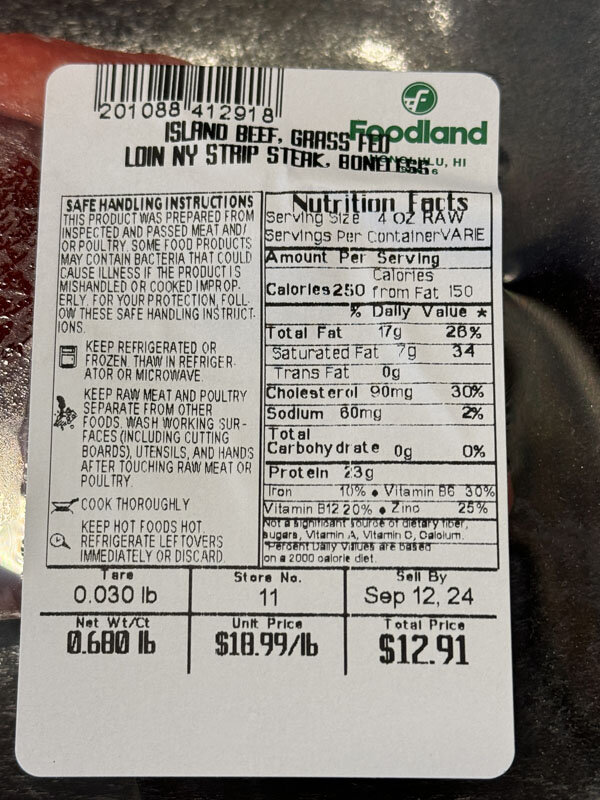 201088 412918
Foodland
ISLAND BEEF, GRASS FED
LOIN NY STRIP STEAK, BONELESS
SAFE HANDLING INSTRUCTIONS
THIS PRODUCT WAS PREPARED FROM
INSPECTED AND PASSED MEAT AND/
OR POULTRY. SOME FOOD PRODUCTS
MAY CONTAIN BACTERIA THAT COULD
CAUSE ILLNESS IF THE PRODUCT IS
MISHANDLED OR COOKED IMPROP-
ERLY. FOR YOUR PROTECTION, FOLL-
OW THESE SAFE HANDLING INSTRUCT-
IONS.
KEEP REFRIGERATED OR
FROZEN. THAW IN REFRIGER-
ATOR OR MICROWAVE.
KEEP RAW MEAT AND POULTRY
SEPARATE FROM OTHER
FOODS. WASH WORKING SUR-
FACES (INCLUDING CUTTING
BOARDS), UTENSILS, AND HANDS
AFTER TOUCHING RAW MEAT OR
POULTRY.
COOK THOROUGHLY
KEEP HOT FOODS HOT.
REFRIGERATE LEFTOVERS
IMMEDIATELY OR DISCARD.
Nutrition Facts
Serving Size 4 OZ RAW
Servings Per Container VARIE
Amount Per Serving
Calories 250 Calories from Fat 150
% Daily Value *
Total Fat 17g 26%
Saturated Fat 7g 34
Trans Fat 0g
Cholesterol 90mg 30%
Sodium 60mg 2%
Total
Carbohydrate 0g 0%
Protein 23g
Iron 10% • Vitamin B6 30%
Vitamin B12 20% • Zinc 25%
Not a significant source of dietary fiber,
sugars, Vitamin A, Vitamin C, Calcium.
*Percent Daily Values are based
on a 2000 calorie diet.
Tare Store No. Sell By
0.030 lb 11 Sep 12, 24
Net Wt/Ct Unit Price Total Price
0.680 lb $18.99/lb $12.91